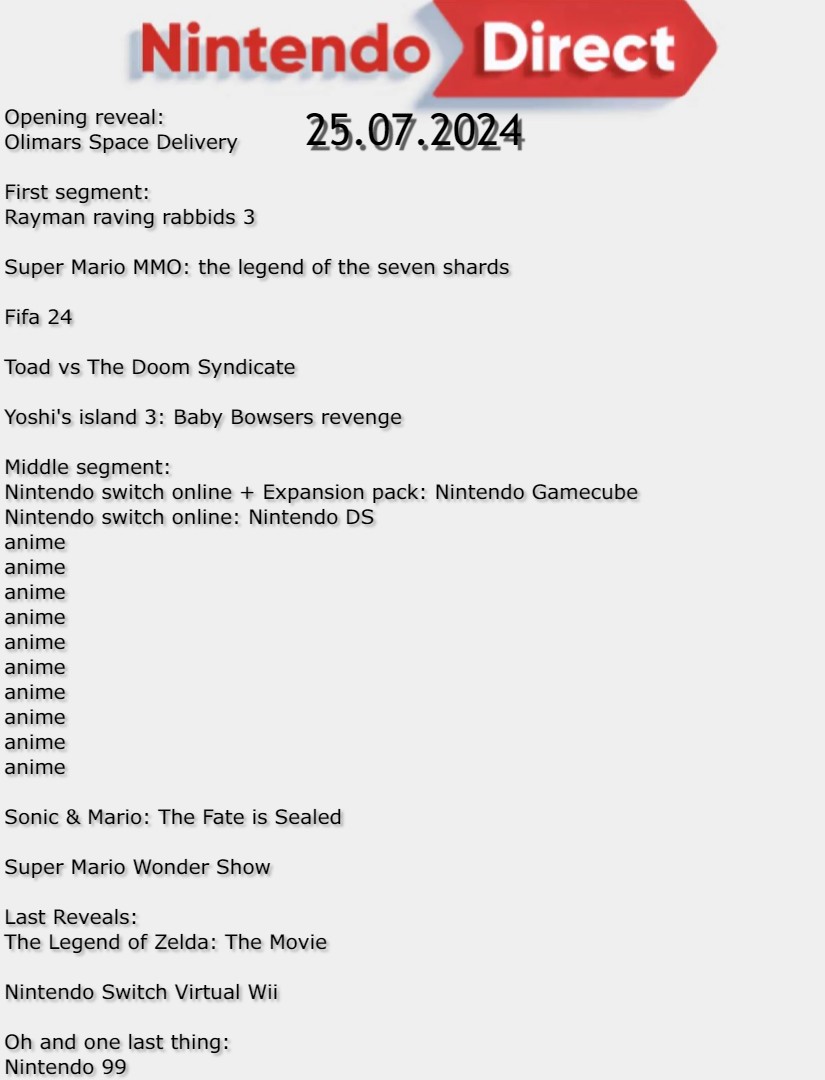 Nintendo Direct
25.07.2024
Opening reveal:
Olimars Space Delivery
First segment:
Rayman raving rabbids 3
Super Mario MMO: the legend of the seven shards
Fifa 24
Toad vs The Doom Syndicate
Yoshi's island 3: Baby Bowsers revenge
Middle segment:
Nintendo switch online + Expansion pack: Nintendo Gamecube
Nintendo switch online: Nintendo DS
anime
anime
anime
anime
anime
anime
anime
anime
anime
anime
Sonic & Mario: The Fate is Sealed
Super Mario Wonder Show
Last Reveals:
The Legend of Zelda: The Movie
Nintendo Switch Virtual Wii
Oh and one last thing:
Nintendo 99